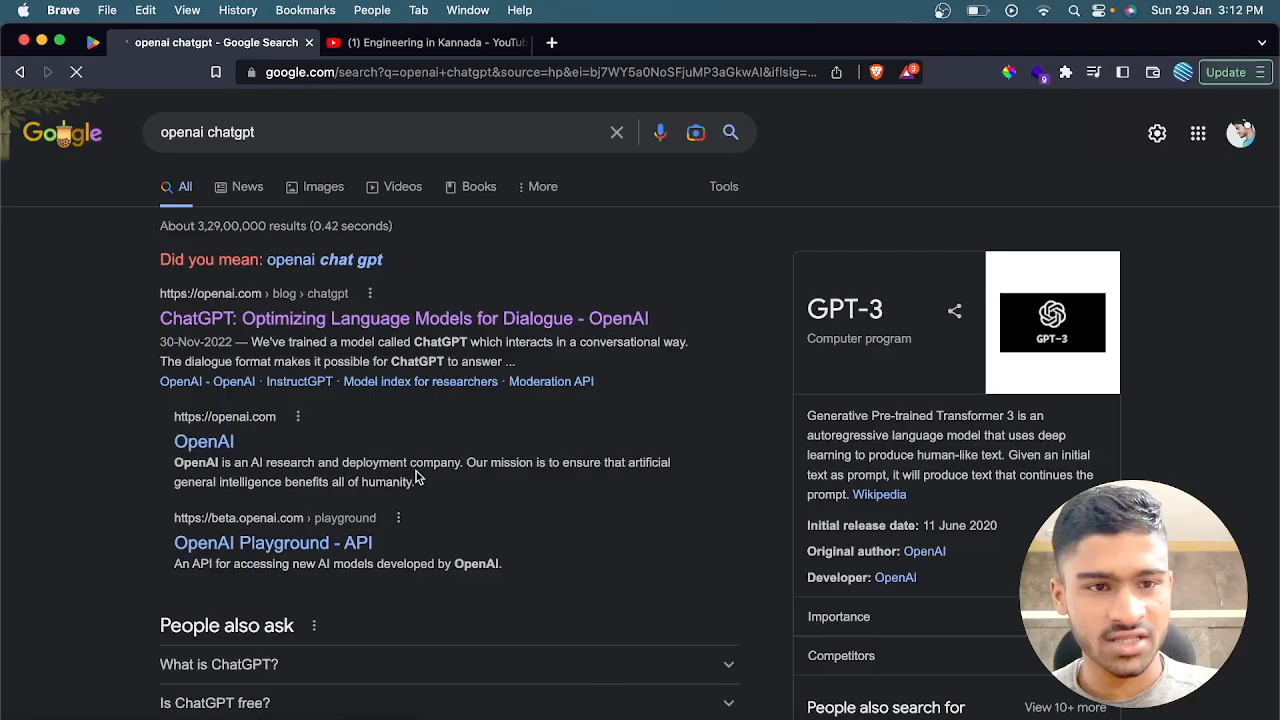 Brave File Edit View History Bookmarks People Tab Window Help Sun 29 Jan 3:12 PM
openai chatgpt - Google Search (1) Engineering in Kannada - YouTub
google.com/search?q=openai+chatgpt&source=hp&ei=bj7WY5a0NoSFjuMP3aGkwAI&iflsig=... 3 9 Update
Google openai chatgpt
All News Images Videos Books More Tools
About 3,29,00,000 results (0.42 seconds)
Did you mean: openai chat gpt
https://openai.com › blog › chatgpt
ChatGPT: Optimizing Language Models for Dialogue - OpenAI
30-Nov-2022 — We've trained a model called ChatGPT which interacts in a conversational way.
The dialogue format makes it possible for ChatGPT to answer ...
OpenAI - OpenAI · InstructGPT · Model index for researchers · Moderation API
https://openai.com
OpenAI
OpenAI is an AI research and deployment company. Our mission is to ensure that artificial
general intelligence benefits all of humanity.
https://beta.openai.com › playground
OpenAI Playground - API
An API for accessing new AI models developed by OpenAI.
People also ask
What is ChatGPT?
Is ChatGPT free?
GPT-3
Computer program
GPT-3
Generative Pre-trained Transformer 3 is an
autoregressive language model that uses deep
learning to produce human-like text. Given an initial
text as prompt, it will produce text that continues the
prompt. Wikipedia
Initial release date: 11 June 2020
Original author: OpenAI
Developer: OpenAI
Importance
Competitors
People also search for View 10+ more